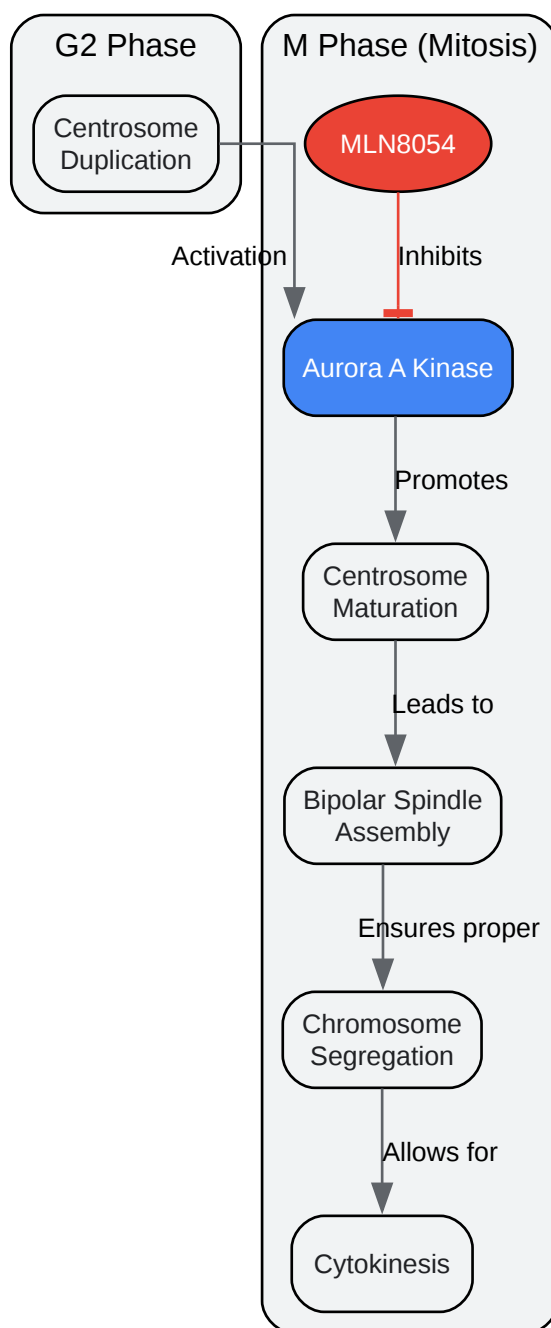 G2 Phase
M Phase (Mitosis)
Centrosome
Duplication
MLN8054
Activation
Inhibits
Aurora A Kinase
Promotes
Centrosome
Maturation
Leads to
Bipolar Spindle
Assembly
Ensures proper
Chromosome
Segregation
Allows for
Cytokinesis